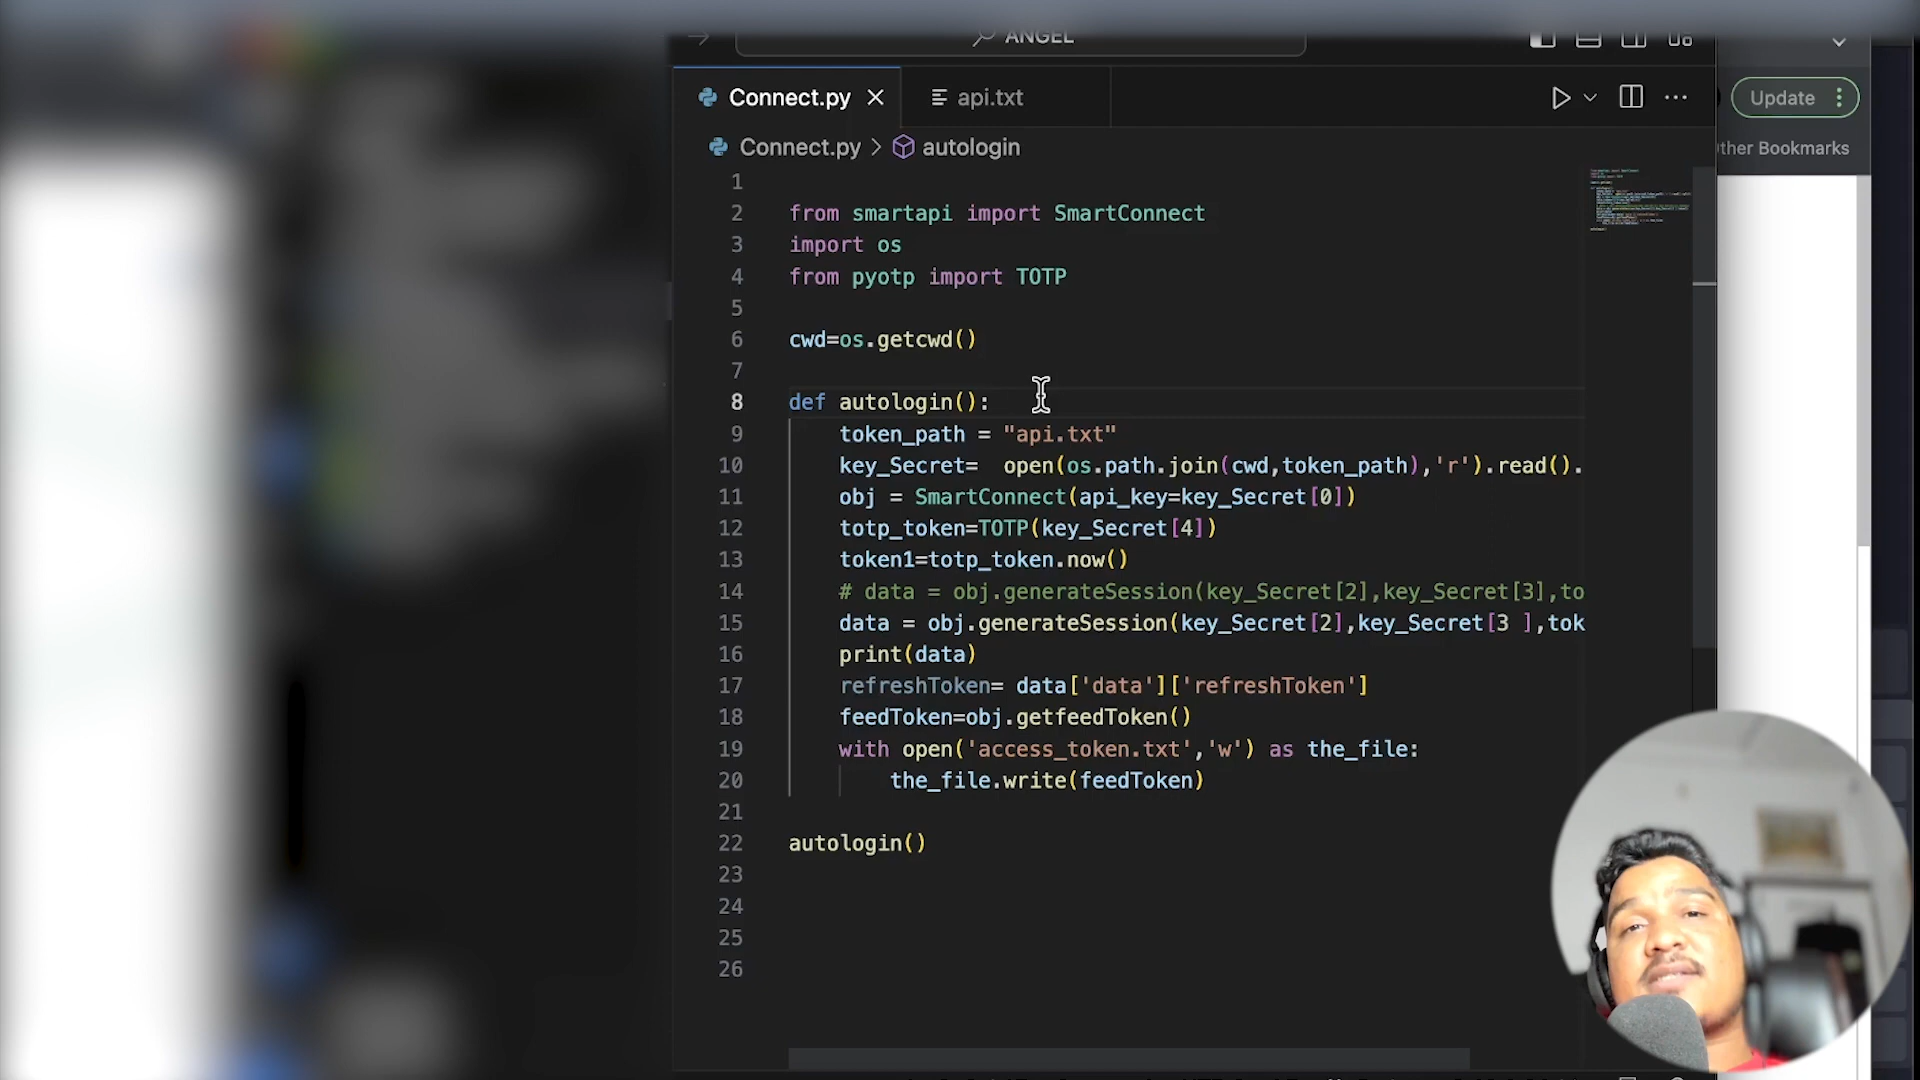 ANGEL
Connect.py
api.txt
Update
ther Bookmarks
Connect.py > autologin
1
2 from smartapi import SmartConnect
3 import os
4 from pyotp import TOTP
5
6 cwd=os.getcwd()
7
8 def autologin():
9 token_path = "api.txt"
10 key_Secret=  open(os.path.join(cwd,token_path),'r').read().
11 obj = SmartConnect(api_key=key_Secret[0])
12 totp_token=TOTP(key_Secret[4])
13 token1=totp_token.now()
14 # data = obj.generateSession(key_Secret[2],key_Secret[3],to
15 data = obj.generateSession(key_Secret[2],key_Secret[3 ],tok
16 print(data)
17 refreshToken= data['data']['refreshToken']
18 feedToken=obj.getfeedToken()
19 with open('access_token.txt','w') as the_file:
20 the_file.write(feedToken)
21
22 autologin()
23
24
25
26